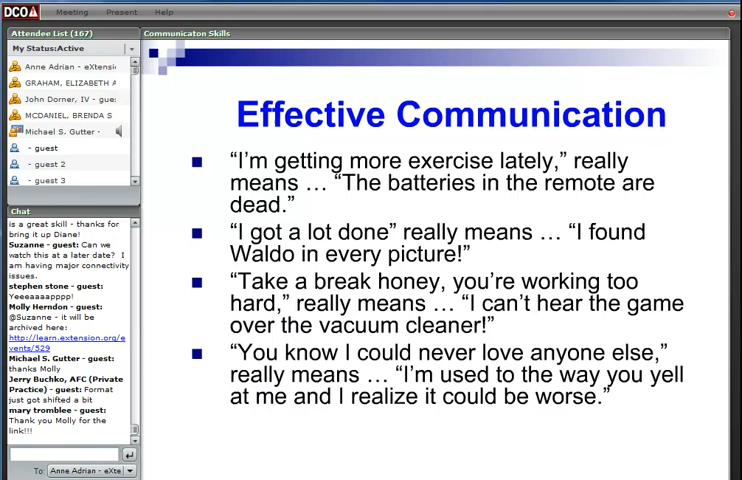 DCO
Meeting
Present
Help
Attendee List (167)
My Status:Active
Anne Adrian - eXtensi
GRAHAM, ELIZABETH A
John Dorner, IV - gues
MCDANIEL, BRENDA S
Michael S. Gutter -
- guest
- guest 2
- guest 3
Chat
is a great skill - thanks for
bring it up Diane!
Suzanne - guest: Can we
watch this at a later date? I
am having major connectivity
issues.
stephen stone - guest:
Yeeeaaaapppp!
Molly Herndon - guest:
@Suzanne - it will be
archived here:
http://learn.extension.org/e
vents/529
Michael S. Gutter - guest:
thanks Molly
Jerry Buchko, AFC (Private
Practice) - guest: Format
just got shifted a bit
mary tromblee - guest:
Thank you Molly for the
link!!!
To: Anne Adrian - eXte
Communicaton Skills
Effective Communication
“I’m getting more exercise lately,” really
means … “The batteries in the remote are
dead.”
“I got a lot done” really means … “I found
Waldo in every picture!”
“Take a break honey, you’re working too
hard,” really means … “I can’t hear the game
over the vacuum cleaner!”
“You know I could never love anyone else,”
really means … “I’m used to the way you yell
at me and I realize it could be worse.”